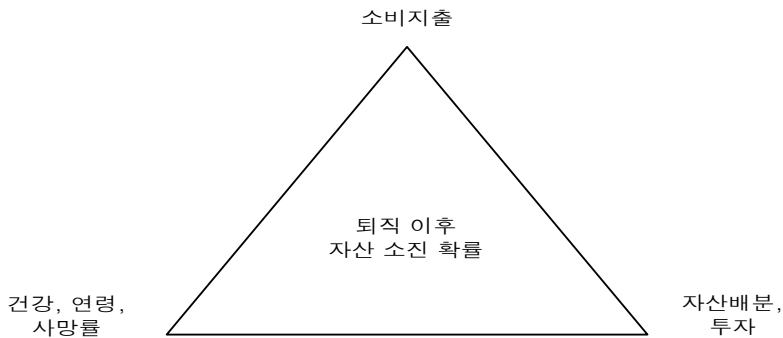 소비지출
퇴직 이후
자산 소진 확률
건강, 연령,
사망률
자산배분,
투자